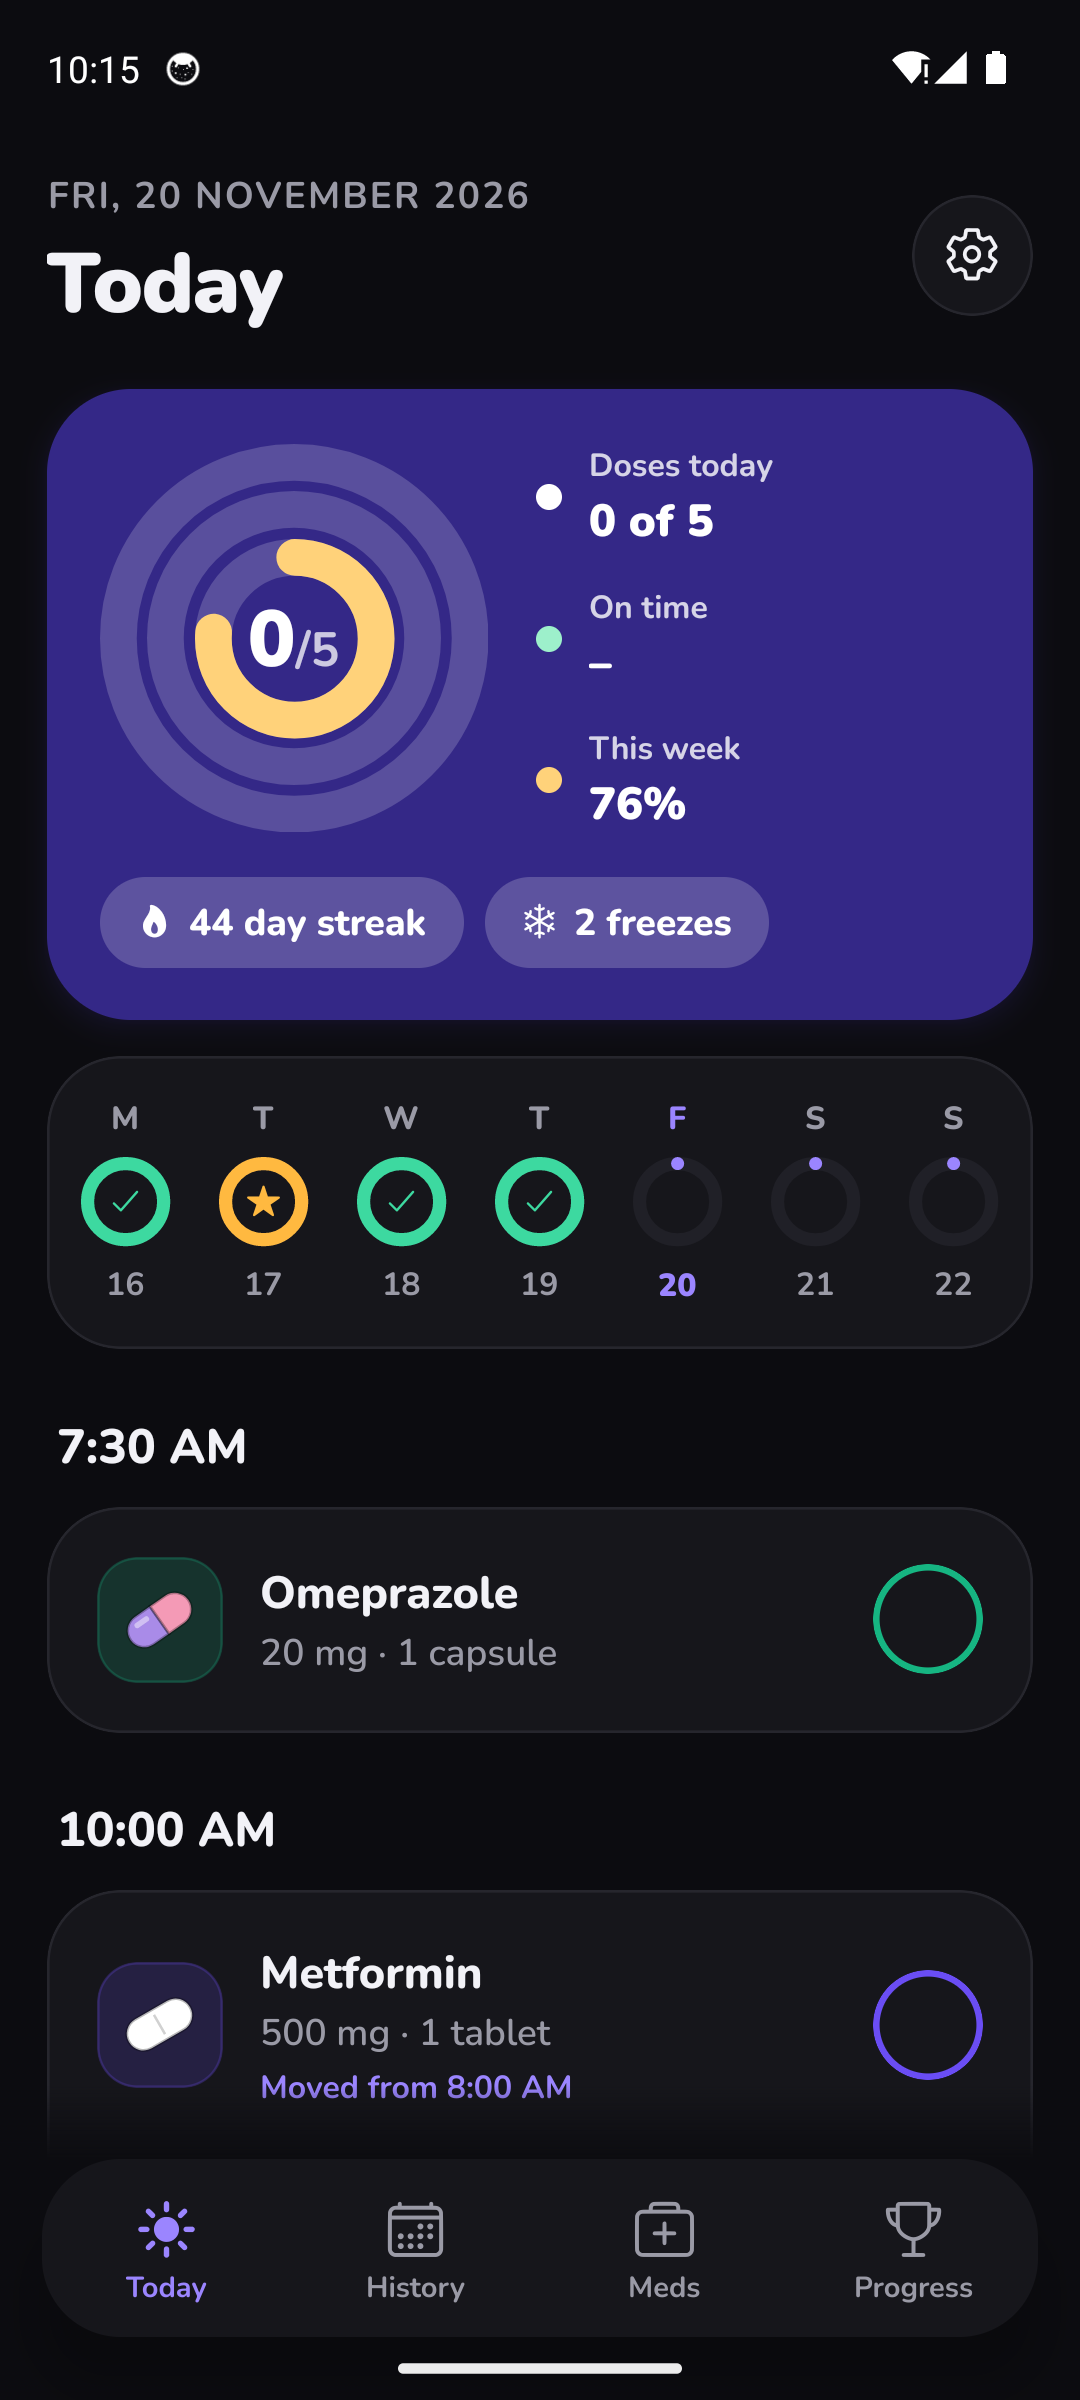 10:15
FRI, 20 NOVEMBER 2026
Today
Doses today
0 of 5
On time
–
This week
76%
0/5
44 day streak
2 freezes
M T W T F S S
16 17 18 19 20 21 22
7:30 AM
Omeprazole
20 mg · 1 capsule
10:00 AM
Metformin
500 mg · 1 tablet
Moved from 8:00 AM
Today History Meds Progress